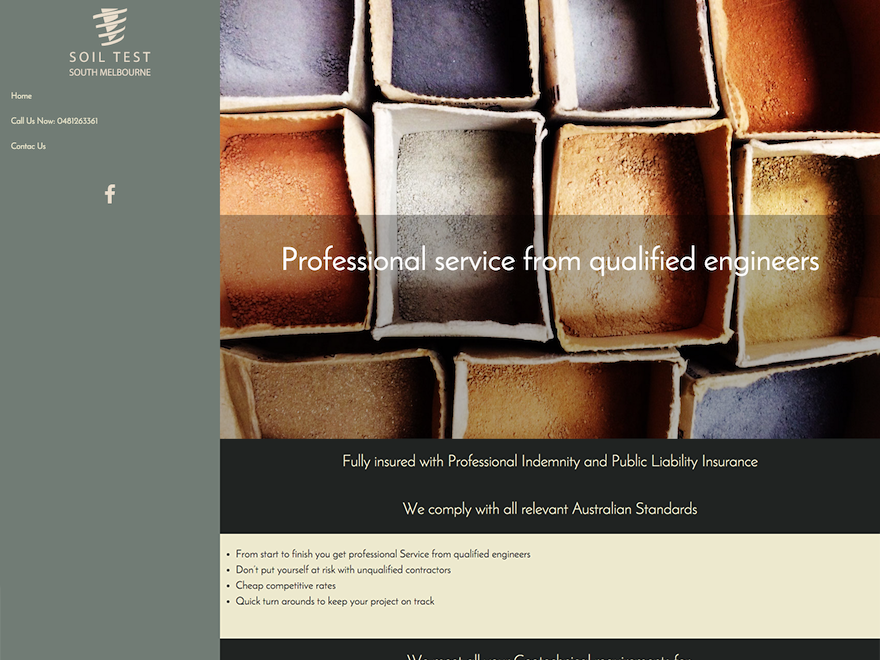 SOIL TEST
SOUTH MELBOURNE
Home
Call Us Now: 0481263361
Contac Us
Professional service from qualified engineers
Fully insured with Professional Indemnity and Public Liability Insurance
We comply with all relevant Australian Standards
• From start to finish you get professional Service from qualified engineers
• Don't put yourself at risk with unqualified contractors
• Cheap competitive rates
• Quick turn arounds to keep your project on track